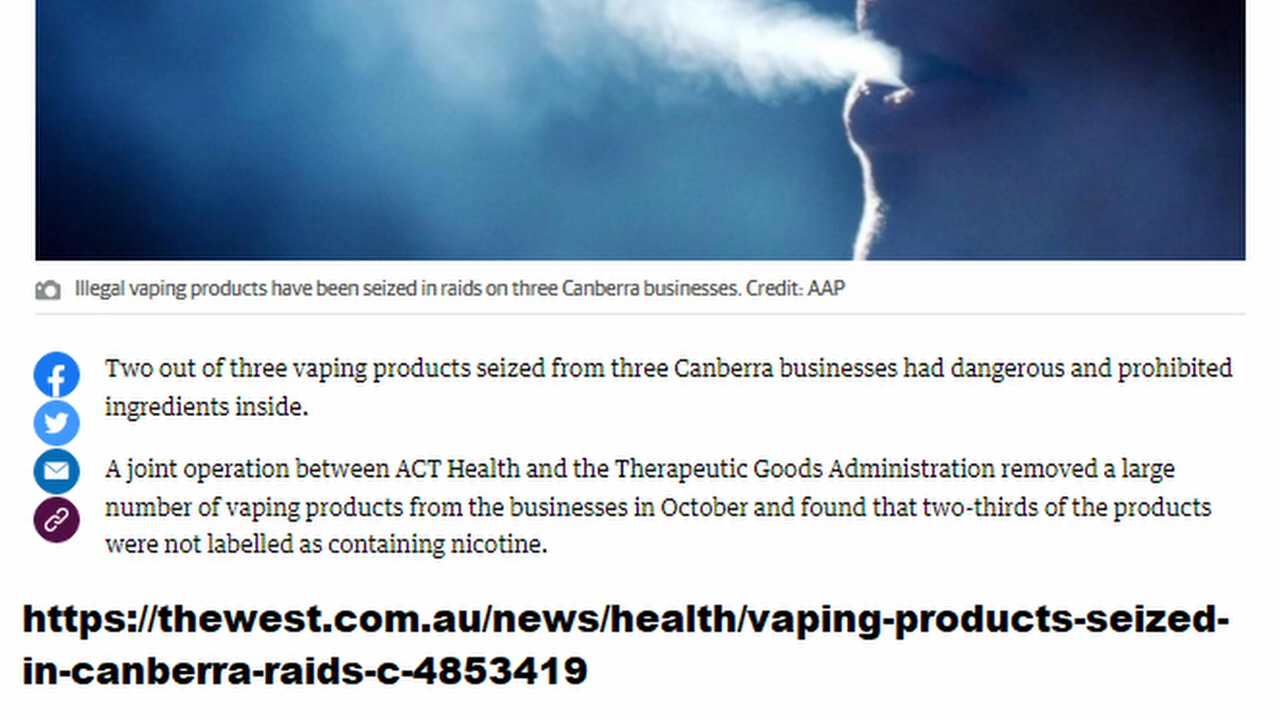 Illegal vaping products have been seized in raids on three Canberra businesses. Credit: AAP
Two out of three vaping products seized from three Canberra businesses had dangerous and prohibited
ingredients inside.
A joint operation between ACT Health and the Therapeutic Goods Administration removed a large
number of vaping products from the businesses in October and found that two-thirds of the products
were not labelled as containing nicotine.
https://thewest.com.au/news/health/vaping-products-seized-
in-canberra-raids-c-4853419